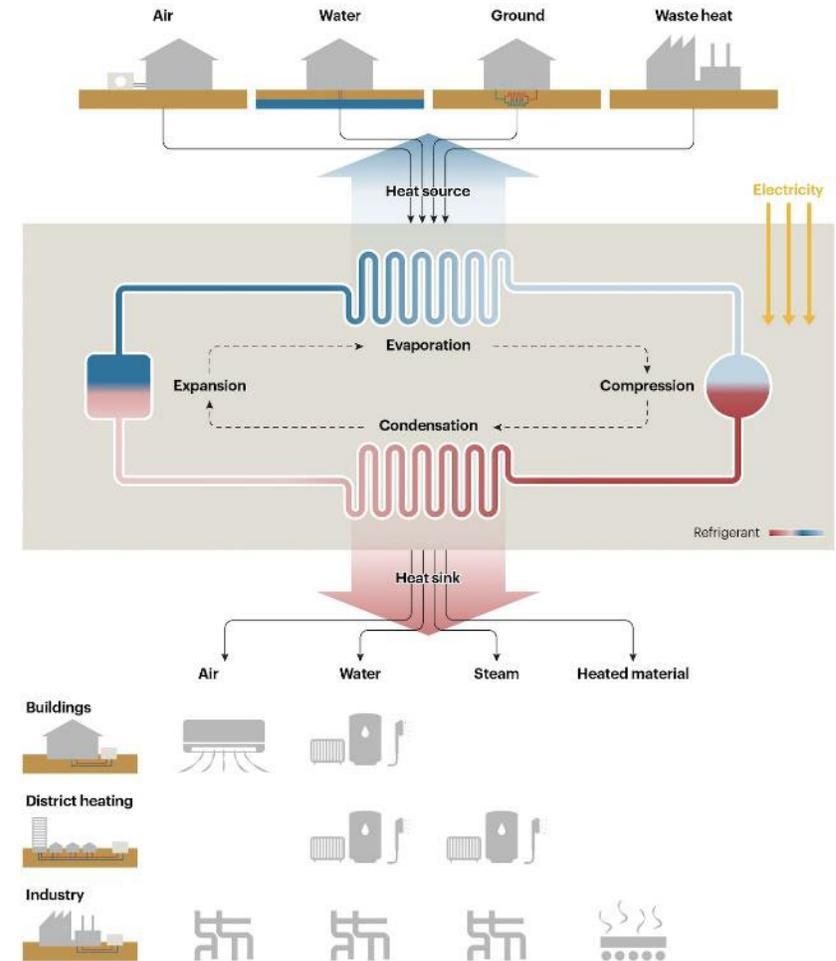 Air
Water
Ground
Waste heat
Heat source
Electricity
Evaporation
Expansion
Compression
Condensation
Refrigerant
Heat sink
Air
Water
Steam
Heated material
Buildings
District heating
Industry